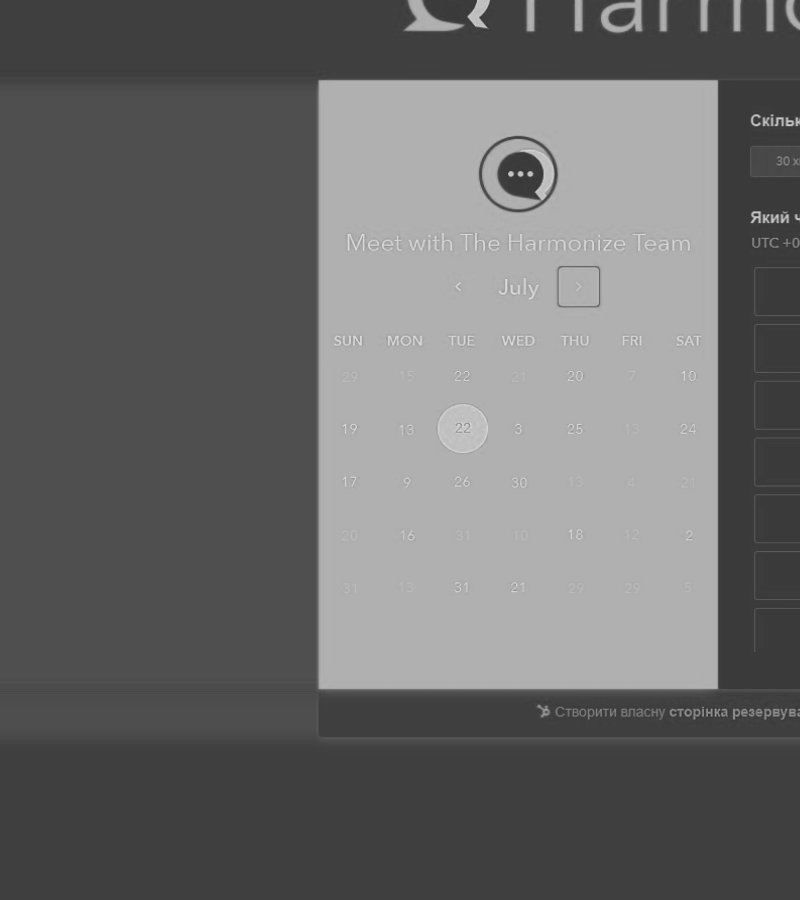 Harmo
Meet with The Harmonize Team
July
SUN MON TUE WED THU FRI SAT
29 15 22 21 20 7 10
19 13 22 3 25 13 24
17 9 26 30 13 4 21
20 16 31 10 18 12 2
31 13 31 21 29 29 5
Скільк
30 х
Який ч
UTC +0
Створити власну сторінка резервува